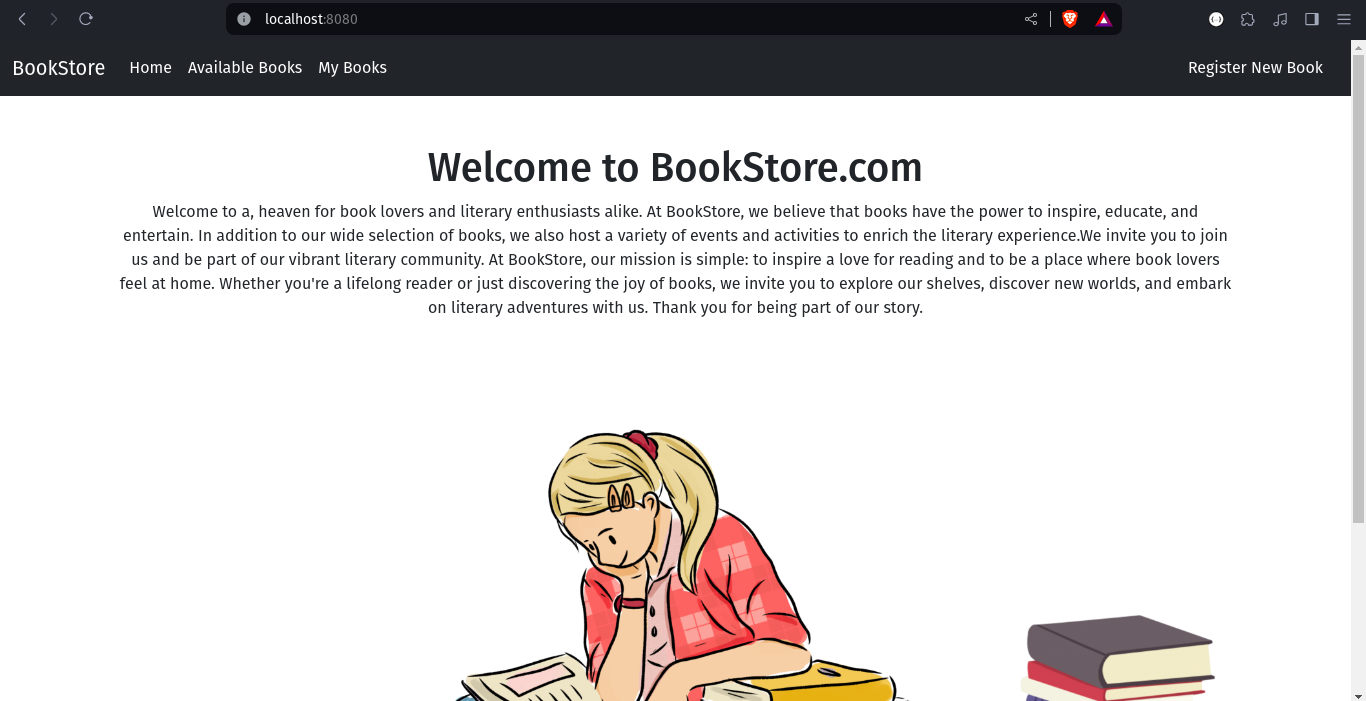 localhost:8080
BookStore Home Available Books My Books Register New Book
Welcome to BookStore.com
Welcome to a, heaven for book lovers and literary enthusiasts alike. At BookStore, we believe that books have the power to inspire, educate, and
entertain. In addition to our wide selection of books, we also host a variety of events and activities to enrich the literary experience.We invite you to join
us and be part of our vibrant literary community. At BookStore, our mission is simple: to inspire a love for reading and to be a place where book lovers
feel at home. Whether you're a lifelong reader or just discovering the joy of books, we invite you to explore our shelves, discover new worlds, and embark
on literary adventures with us. Thank you for being part of our story.